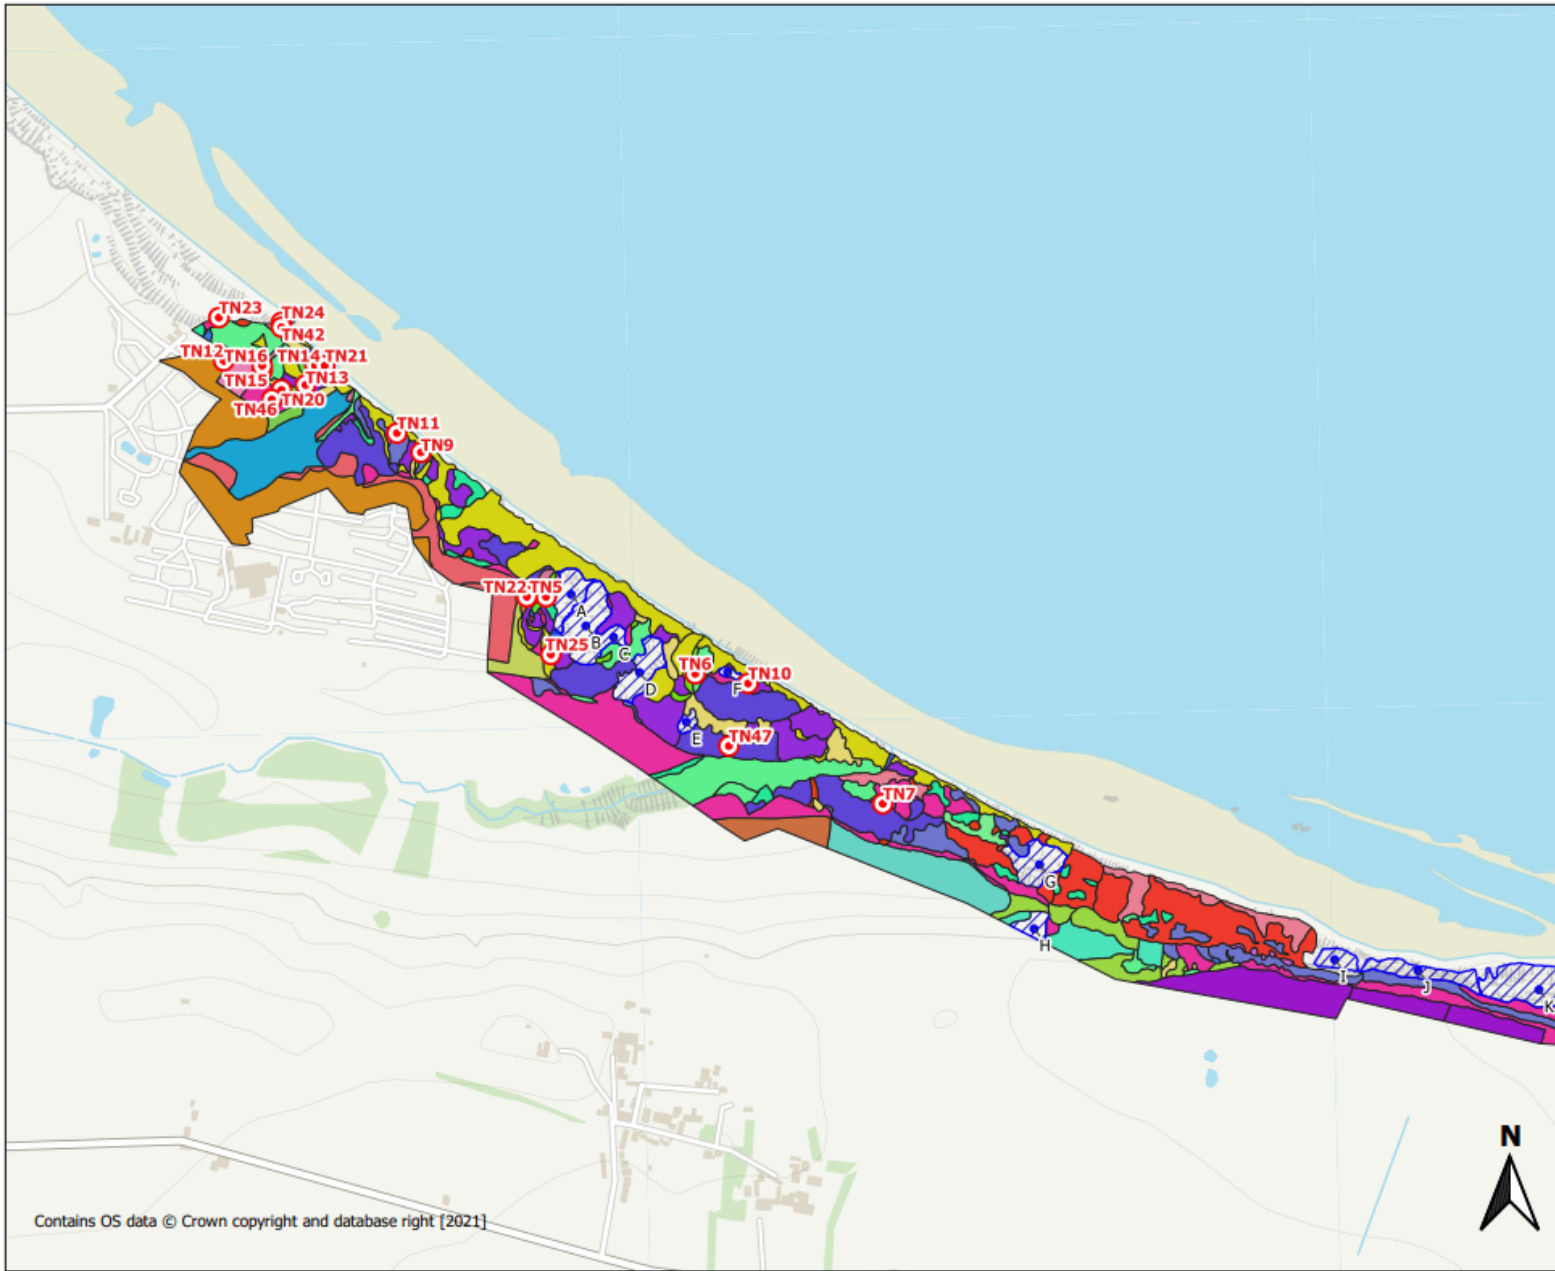 TN23
TN24
TN42
TN12
TN16
TN14
TN21
TN15
TN13
TN46
TN20
TN11
TN9
TN22
TN5
A
B
C
TN25
TN6
TN10
D
F
E
TN47
TN7
G
H
I
J
K
N
Contains OS data © Crown copyright and database right [2021]